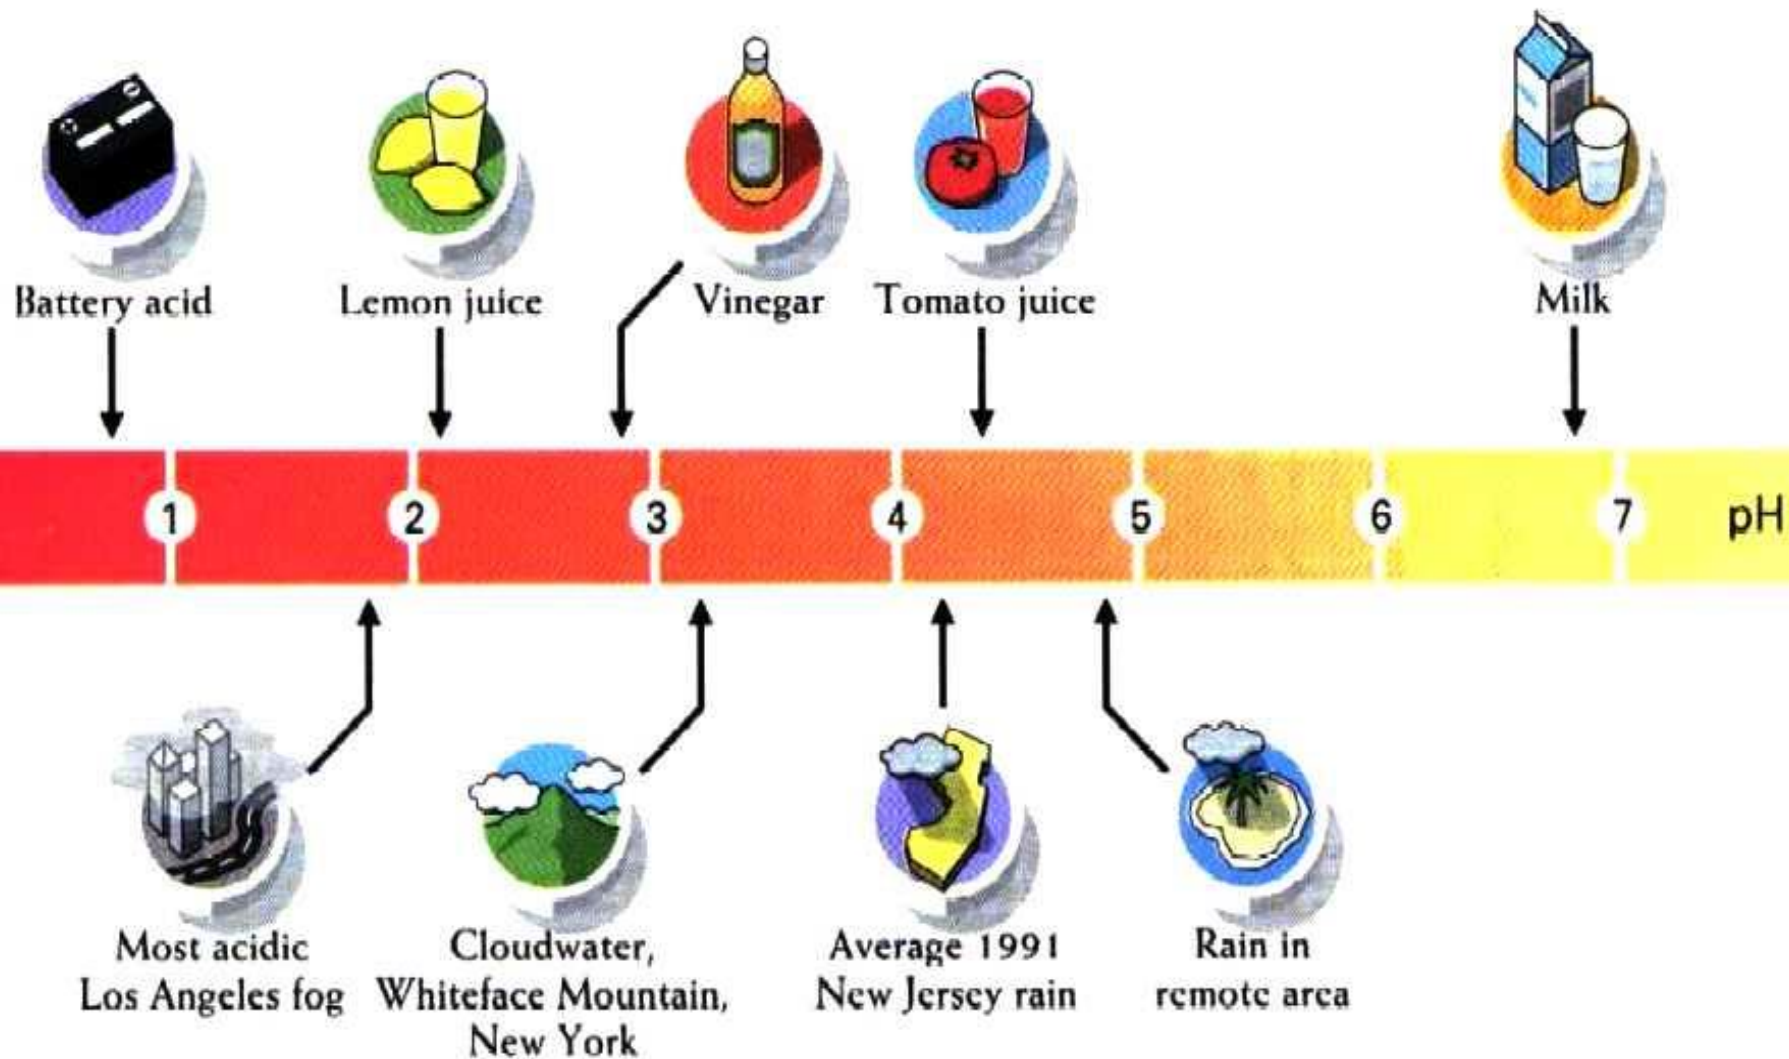 Battery acid
Lemon juice
Vinegar
Tomato juice
Milk
1 2 3 4 5 6 7 pH
Most acidic
Los Angeles fog
Cloudwater,
Whiteface Mountain,
New York
Average 1991
New Jersey rain
Rain in
remote area